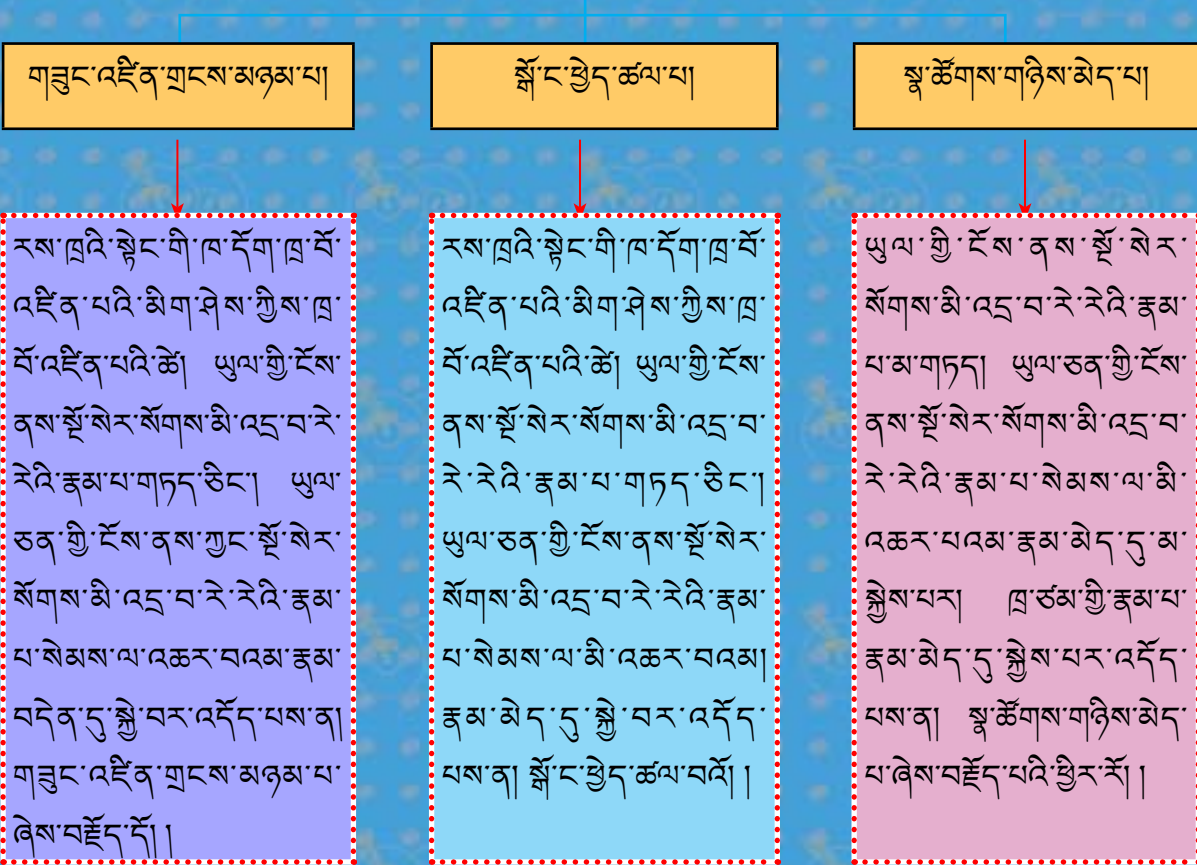 གཟུང་འཛིན་གྲངས་མཉམ་པ།
སྒོ་ང་ཕྱེད་ཚལ་པ།
སྣ་ཚོགས་གཉིས་མེད་པ།
རས་ཁྲའི་སྟེང་གི་ཁ་དོག་ཁྲ་བོ་
འཛིན་པའི་མིག་ཤེས་ཀྱིས་ཁྲ་
བོ་འཛིན་པའི་ཚེ། ཡུལ་གྱི་ངོས་
ནས་སྔོ་སེར་སོགས་མི་འདྲ་བ་རེ་
རེའི་རྣམ་པ་གཏད་ཅིང་། ཡུལ་
ཅན་གྱི་ངོས་ནས་ཀྱང་སྔོ་སེར་
སོགས་མི་འདྲ་བ་རེ་རེའི་རྣམ་
པ་སེམས་ལ་འཆར་བའམ་རྣམ་
བདེན་དུ་སྐྱེ་བར་འདོད་པས་ན།
གཟུང་འཛིན་གྲངས་མཉམ་པ་
ཞེས་བརྗོད་དོ། །
རས་ཁྲའི་སྟེང་གི་ཁ་དོག་ཁྲ་བོ་
འཛིན་པའི་མིག་ཤེས་ཀྱིས་ཁྲ་
བོ་འཛིན་པའི་ཚེ། ཡུལ་གྱི་ངོས་
ནས་སྔོ་སེར་སོགས་མི་འདྲ་བ་
རེ་རེའི་རྣམ་པ་གཏད་ཅིང་།
ཡུལ་ཅན་གྱི་ངོས་ནས་སྔོ་སེར་
སོགས་མི་འདྲ་བ་རེ་རེའི་རྣམ་
པ་སེམས་ལ་མི་འཆར་བའམ།
རྣམ་མེད་དུ་སྐྱེ་བར་འདོད་
པས་ན། སྒོ་ང་ཕྱེད་ཚལ་བའོ། །
ཡུལ་གྱི་ངོས་ནས་སྔོ་སེར་
སོགས་མི་འདྲ་བ་རེ་རེའི་རྣམ་
པ་མ་གཏད། ཡུལ་ཅན་གྱི་ངོས་
ནས་སྔོ་སེར་སོགས་མི་འདྲ་བ་
རེ་རེའི་རྣམ་པ་སེམས་ལ་མི་
འཆར་པའམ་རྣམ་མེད་དུ་མ་
སྐྱེས་པར། ཁྲ་ཙམ་གྱི་རྣམ་པ་
རྣམ་མེད་དུ་སྐྱེས་པར་འདོད་
པས་ན། སྣ་ཚོགས་གཉིས་མེད་
པ་ཞེས་བརྗོད་པའི་ཕྱིར་རོ། །